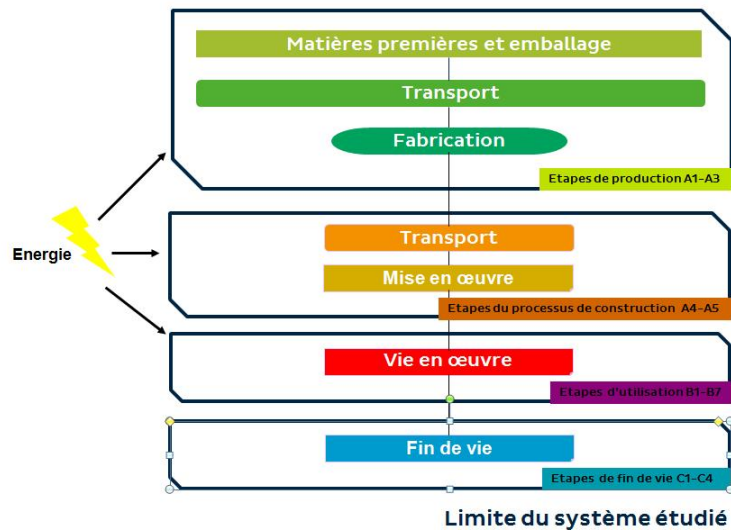 Matières premières et emballage
Transport
Fabrication
Etapes de production A1-A3
Energie
Transport
Mise en œuvre
Etapes du processus de construction A4-A5
Vie en œuvre
Etapes d'utilisation B1-B7
Fin de vie
Etapes de fin de vie C1-C4
Limite du système étudié